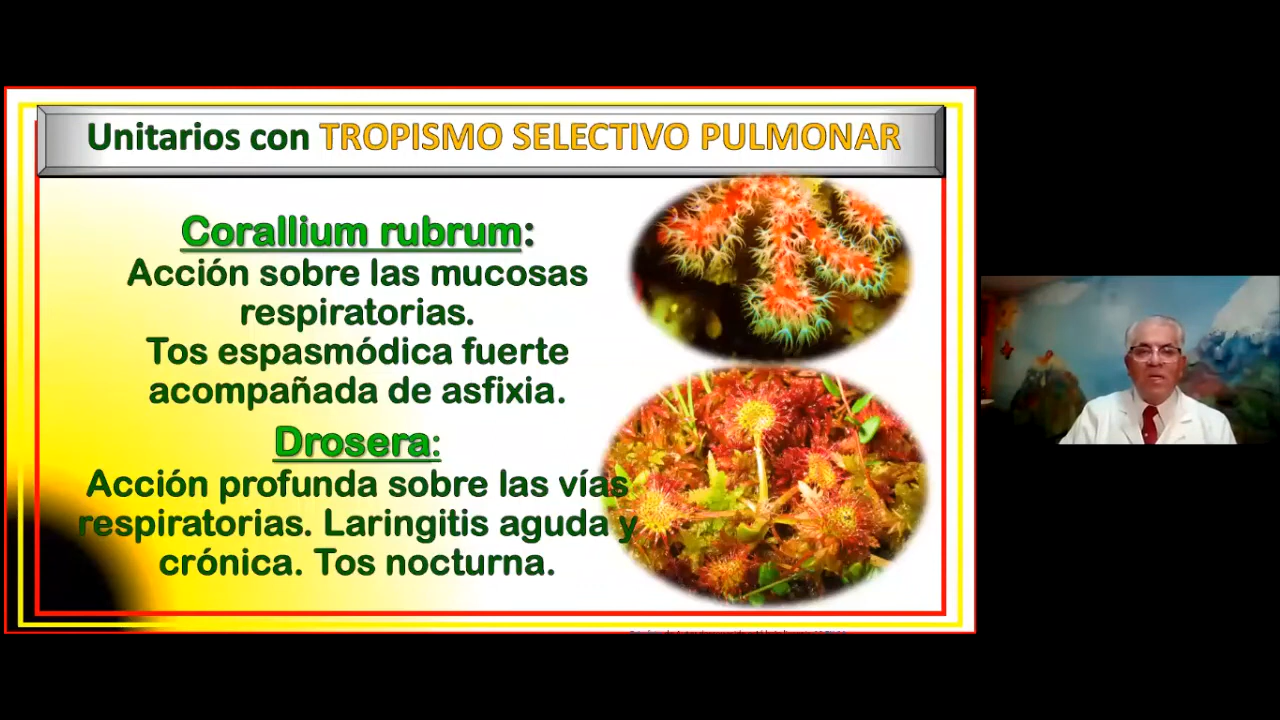 Unitarios con TROPISMO SELECTIVO PULMONAR
Corallium rubrum:
Acción sobre las mucosas
respiratorias.
Tos espasmódica fuerte
acompañada de asfixia.
Drosera:
Acción profunda sobre las vías
respiratorias. Laringitis aguda y
crónica. Tos nocturna.